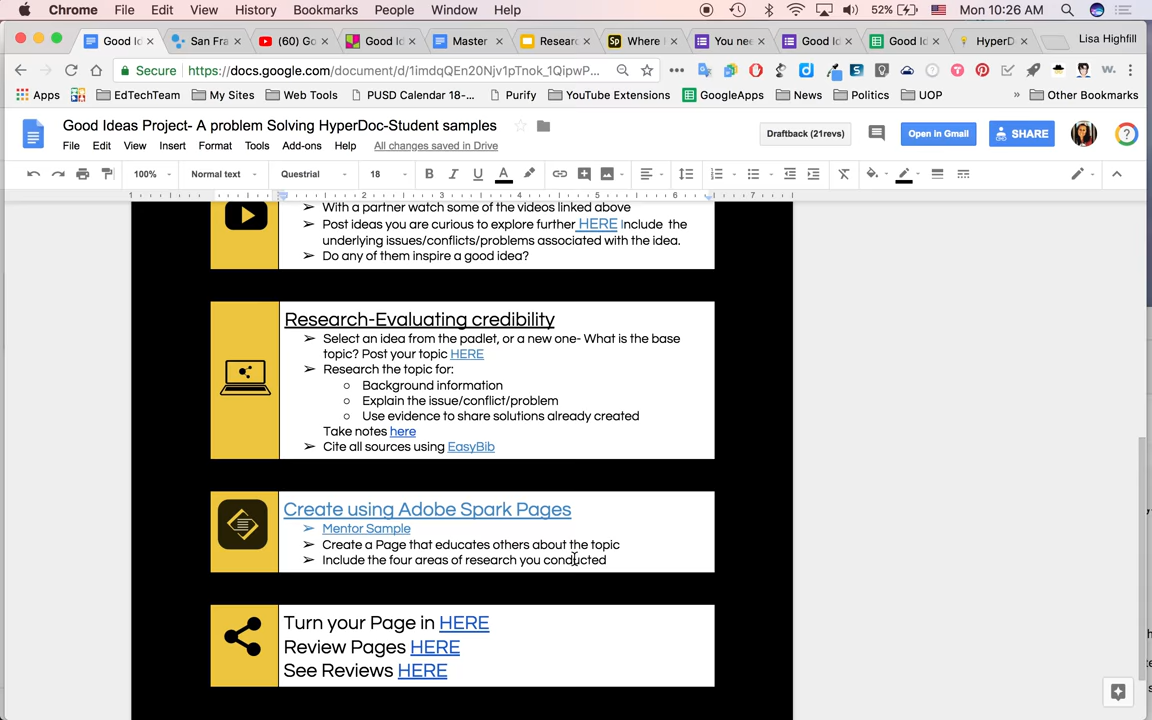 Chrome File Edit View History Bookmarks People Window Help 52% Mon 10:26 AM Lisa Highfill
Good Id San Fra (60) Go Good Id Master Researc Where You nee Good Id Good Id HyperD
Secure https://docs.google.com/document/d/1imdqQEn20Njv1pTnok_1QipwP...
Apps EdTechTeam My Sites Web Tools PUSD Calendar 18-... Purify YouTube Extensions GoogleApps News Politics UOP » Other Bookmarks
Good Ideas Project- A problem Solving HyperDoc-Student samples
Draftback (21revs) Open in Gmail SHARE
File Edit View Insert Format Tools Add-ons Help All changes saved in Drive
100% Normal text Questrial 18 B I U A
1 1 2 3 4 5 6 7
With a partner watch some of the videos linked above
Post ideas you are curious to explore further HERE Include the
underlying issues/conflicts/problems associated with the idea.
Do any of them inspire a good idea?
Research-Evaluating credibility
Select an idea from the padlet, or a new one- What is the base
topic? Post your topic HERE
Research the topic for:
Background information
Explain the issue/conflict/problem
Use evidence to share solutions already created
Take notes here
Cite all sources using EasyBib
Create using Adobe Spark Pages
Mentor Sample
Create a Page that educates others about the topic
Include the four areas of research you conducted
Turn your Page in HERE
Review Pages HERE
See Reviews HERE